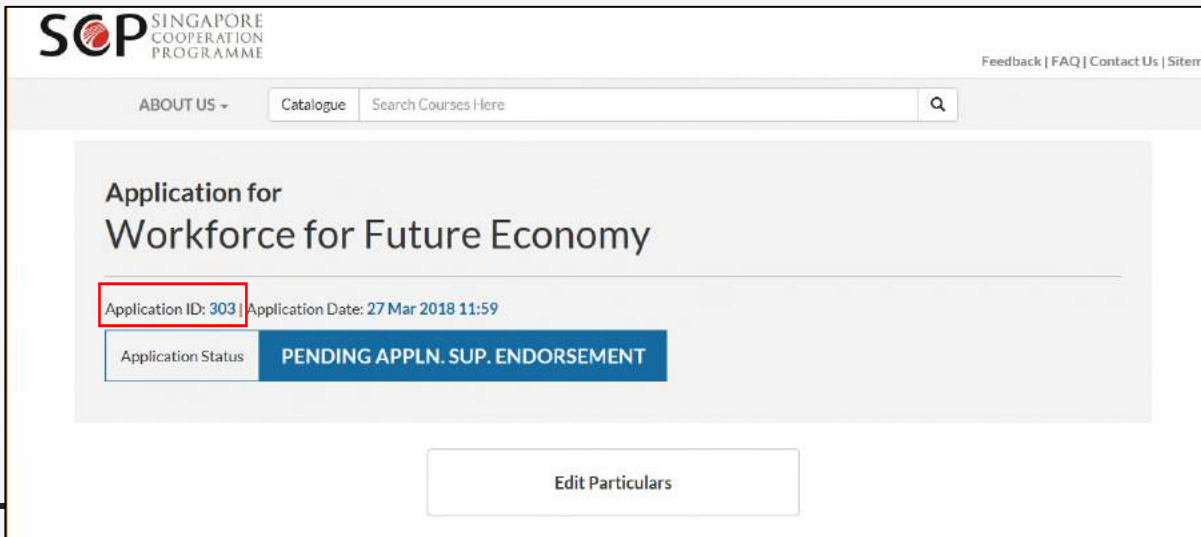 SCP SINGAPORE
COOPERATION
PROGRAMME
Feedback | FAQ | Contact Us |
ABOUT US
Catalogue
Search Courses Here
Application for
Workforce for Future Economy
Application ID: 303 | Application Date: 27 Mar 2018 11:59
Application Status
PENDING APPLN. SUP. ENDORSEMENT
Edit Particulars